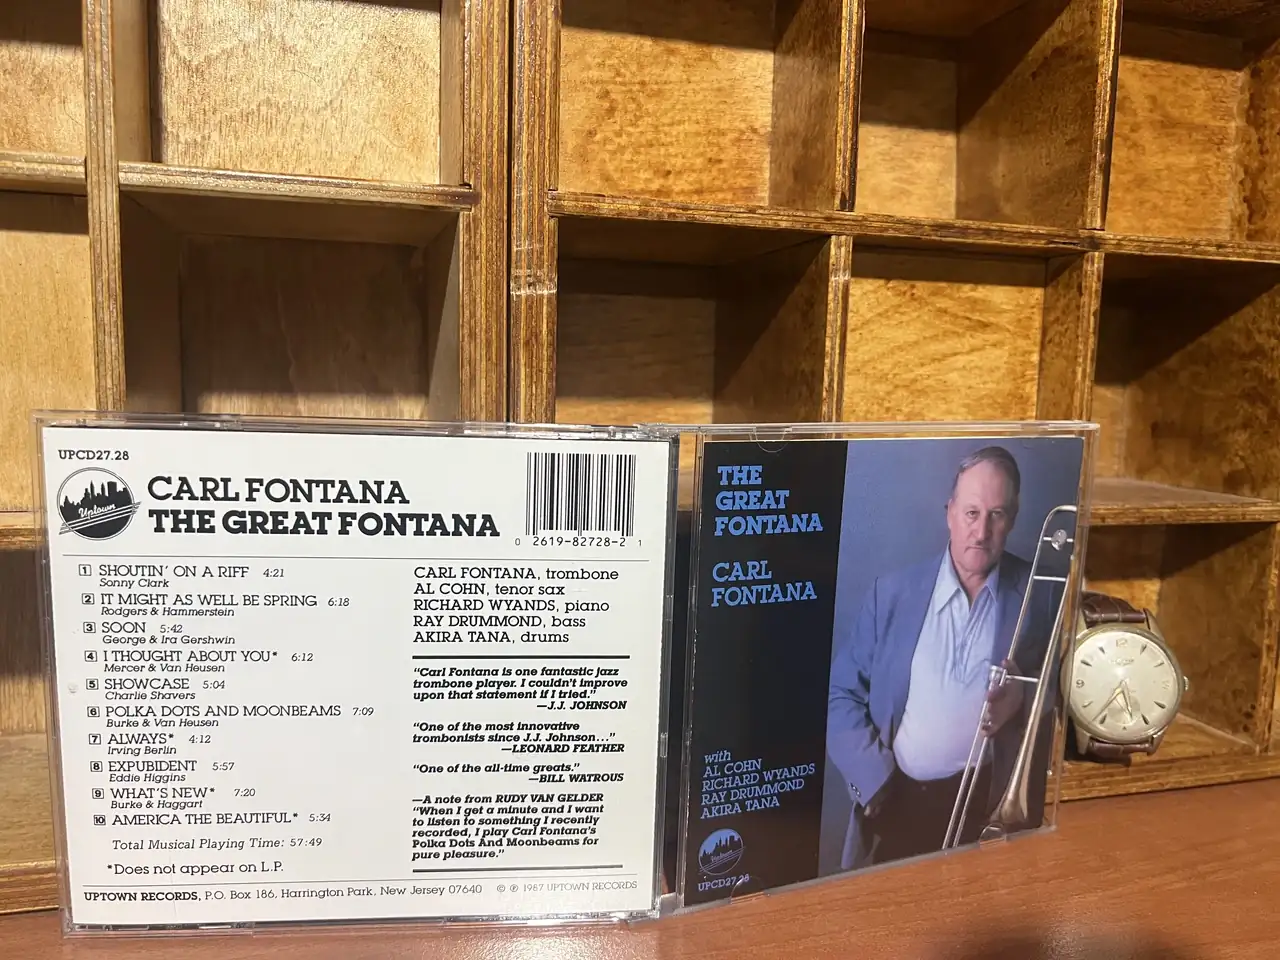 UPCD27.28
Uptown
CARL FONTANA
THE GREAT FONTANA
0 2619-82728-2 1
1 SHOUTIN' ON A RIFF 4:21
Sonny Clark
2 IT MIGHT AS WELL BE SPRING 6:18
Rodgers & Hammerstein
3 SOON 5:42
George & Ira Gershwin
4 I THOUGHT ABOUT YOU* 6:12
Mercer & Van Heusen
5 SHOWCASE 5:04
Charlie Shavers
6 POLKA DOTS AND MOONBEAMS 7:09
Burke & Van Heusen
7 ALWAYS* 4:12
Irving Berlin
8 EXPUBIDENT 5:57
Eddie Higgins
9 WHAT'S NEW* 7:20
Burke & Haggart
10 AMERICA THE BEAUTIFUL* 5:34
Total Musical Playing Time: 57:49
*Does not appear on L.P.
CARL FONTANA, trombone
AL COHN, tenor sax
RICHARD WYANDS, piano
RAY DRUMMOND, bass
AKIRA TANA, drums
"Carl Fontana is one fantastic jazz
trombone player. I couldn't improve
upon that statement if I tried."
—J.J. JOHNSON
"One of the most innovative
trombonists since J.J. Johnson..."
—LEONARD FEATHER
"One of the all-time greats."
—BILL WATROUS
—A note from RUDY VAN GELDER
"When I get a minute and I want
to listen to something I recently
recorded, I play Carl Fontana's
Polka Dots And Moonbeams for
pure pleasure."
UPTOWN RECORDS, P.O. Box 186, Harrington Park, New Jersey 07640 © ℗ 1987 UPTOWN RECORDS
THE
GREAT
FONTANA
CARL
FONTANA
with
AL COHN
RICHARD WYANDS
RAY DRUMMOND
AKIRA TANA
Uptown
UPCD27.28